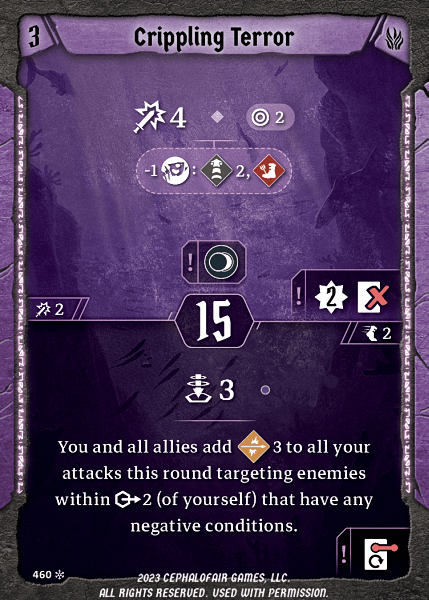 3
Crippling Terror
4
2
-1 : 2,
!
! 2
2
15
2
3
You and all allies add 3 to all your
attacks this round targeting enemies
within 2 (of yourself) that have any
negative conditions.
!
460
2023 CEPHALOFAIR GAMES, LLC.
ALL RIGHTS RESERVED. USED WITH PERMISSION.